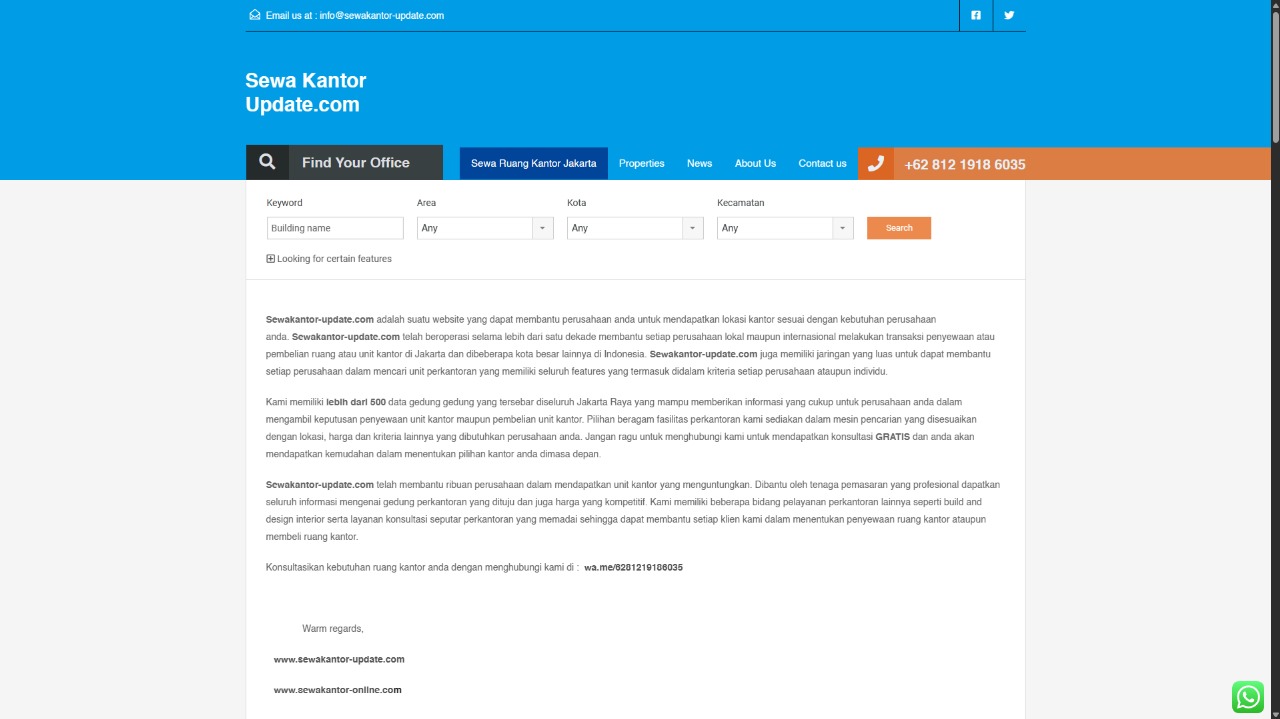 Email us at : info@sewakantor-update.com
Sewa Kantor
Update.com
Find Your Office
Sewa Ruang Kantor Jakarta
Properties
News
About Us
Contact us
+62 812 1918 6035
Keyword
Area
Kota
Kecamatan
Building name
Any
Any
Any
Search
Looking for certain features
Sewakantor-update.com adalah suatu website yang dapat membantu perusahaan anda untuk mendapatkan lokasi kantor sesuai dengan kebutuhan perusahaan
anda. Sewakantor-update.com telah beroperasi selama lebih dari satu dekade membantu setiap perusahaan lokal maupun internasional melakukan transaksi penyewaan atau
pembelian ruang atau unit kantor di Jakarta dan dibeberapa kota besar lainnya di Indonesia. Sewakantor-update.com juga memiliki jaringan yang luas untuk dapat membantu
setiap perusahaan dalam mencari unit perkantoran yang memiliki seluruh features yang termasuk didalam kriteria setiap perusahaan ataupun individu.
Kami memiliki lebih dari 500 data gedung gedung yang tersebar diseluruh Jakarta Raya yang mampu memberikan informasi yang cukup untuk perusahaan anda dalam
mengambil keputusan penyewaan unit kantor maupun pembelian unit kantor. Pilihan beragam fasilitas perkantoran kami sediakan dalam mesin pencarian yang disesuaikan
dengan lokasi, harga dan kriteria lainnya yang dibutuhkan perusahaan anda. Jangan ragu untuk menghubungi kami untuk mendapatkan konsultasi GRATIS dan anda akan
mendapatkan kemudahan dalam menentukan pilihan kantor anda dimasa depan.
Sewakantor-update.com telah membantu ribuan perusahaan dalam mendapatkan unit kantor yang menguntungkan. Dibantu oleh tenaga pemasaran yang profesional dapatkan
seluruh informasi mengenai gedung perkantoran yang dituju dan juga harga yang kompetitif. Kami memiliki beberapa bidang pelayanan perkantoran lainnya seperti build and
design interior serta layanan konsultasi seputar perkantoran yang memadai sehingga dapat membantu setiap klien kami dalam menentukan penyewaan ruang kantor ataupun
membeli ruang kantor.
Konsultasikan kebutuhan ruang kantor anda dengan menghubungi kami di : wa.me/6281219186035
Warm regards,
www.sewakantor-update.com
www.sewakantor-online.com